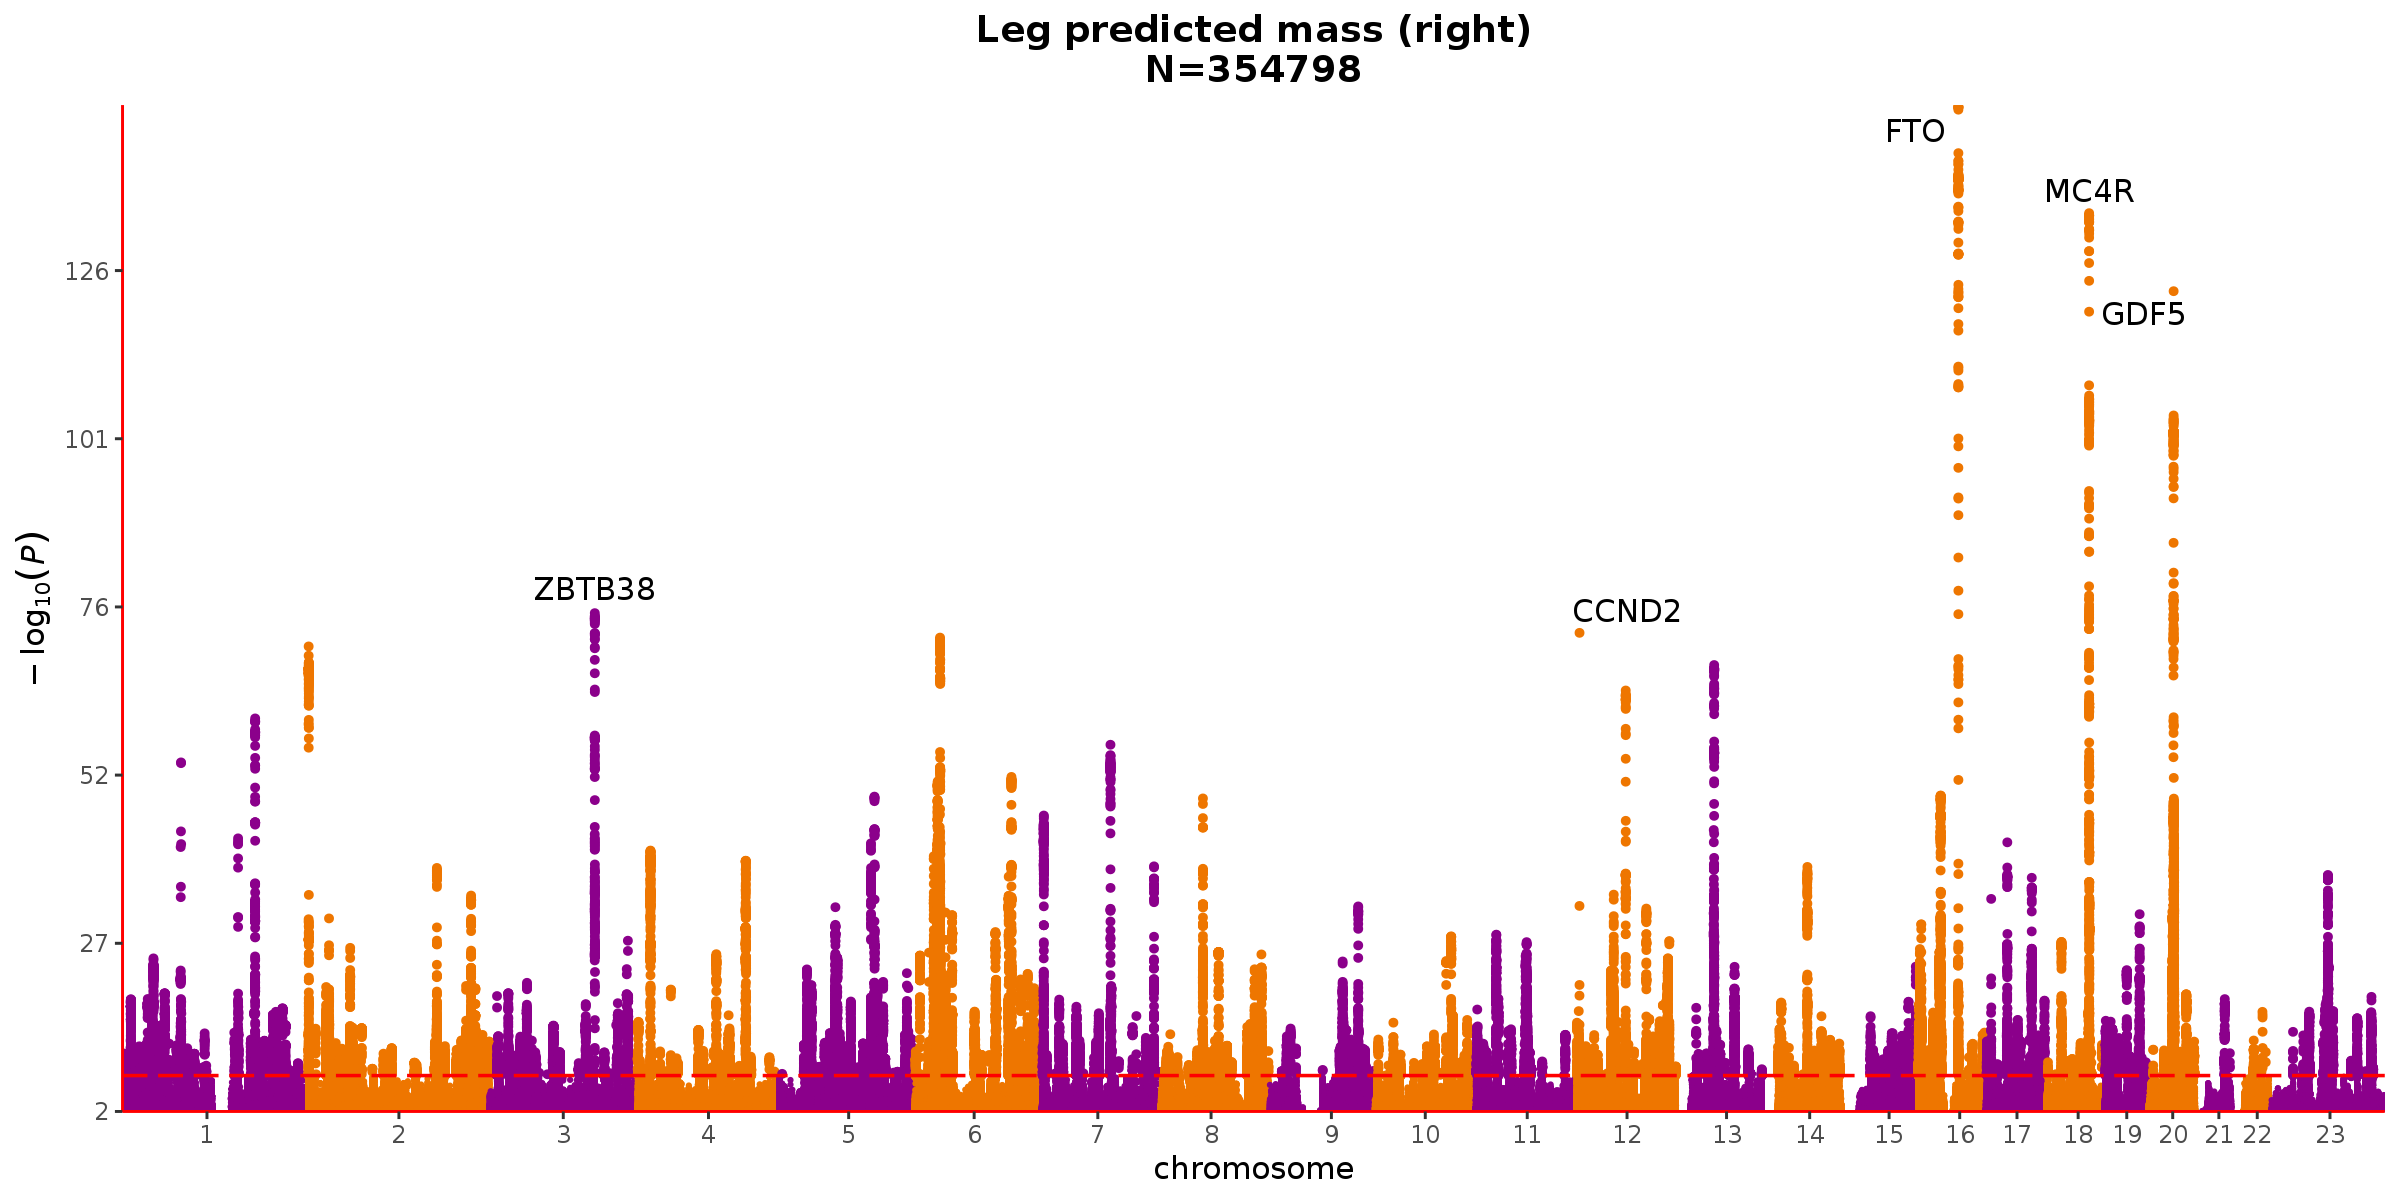 Leg predicted mass (right)
N=354798
FTO
MC4R
GDF5
ZBTB38
CCND2
126
101
76
52
27
2
−log10(P)
1 2 3 4 5 6 7 8 9 10 11 12 13 14 15 16 17 18 19 20 21 22 23
chromosome